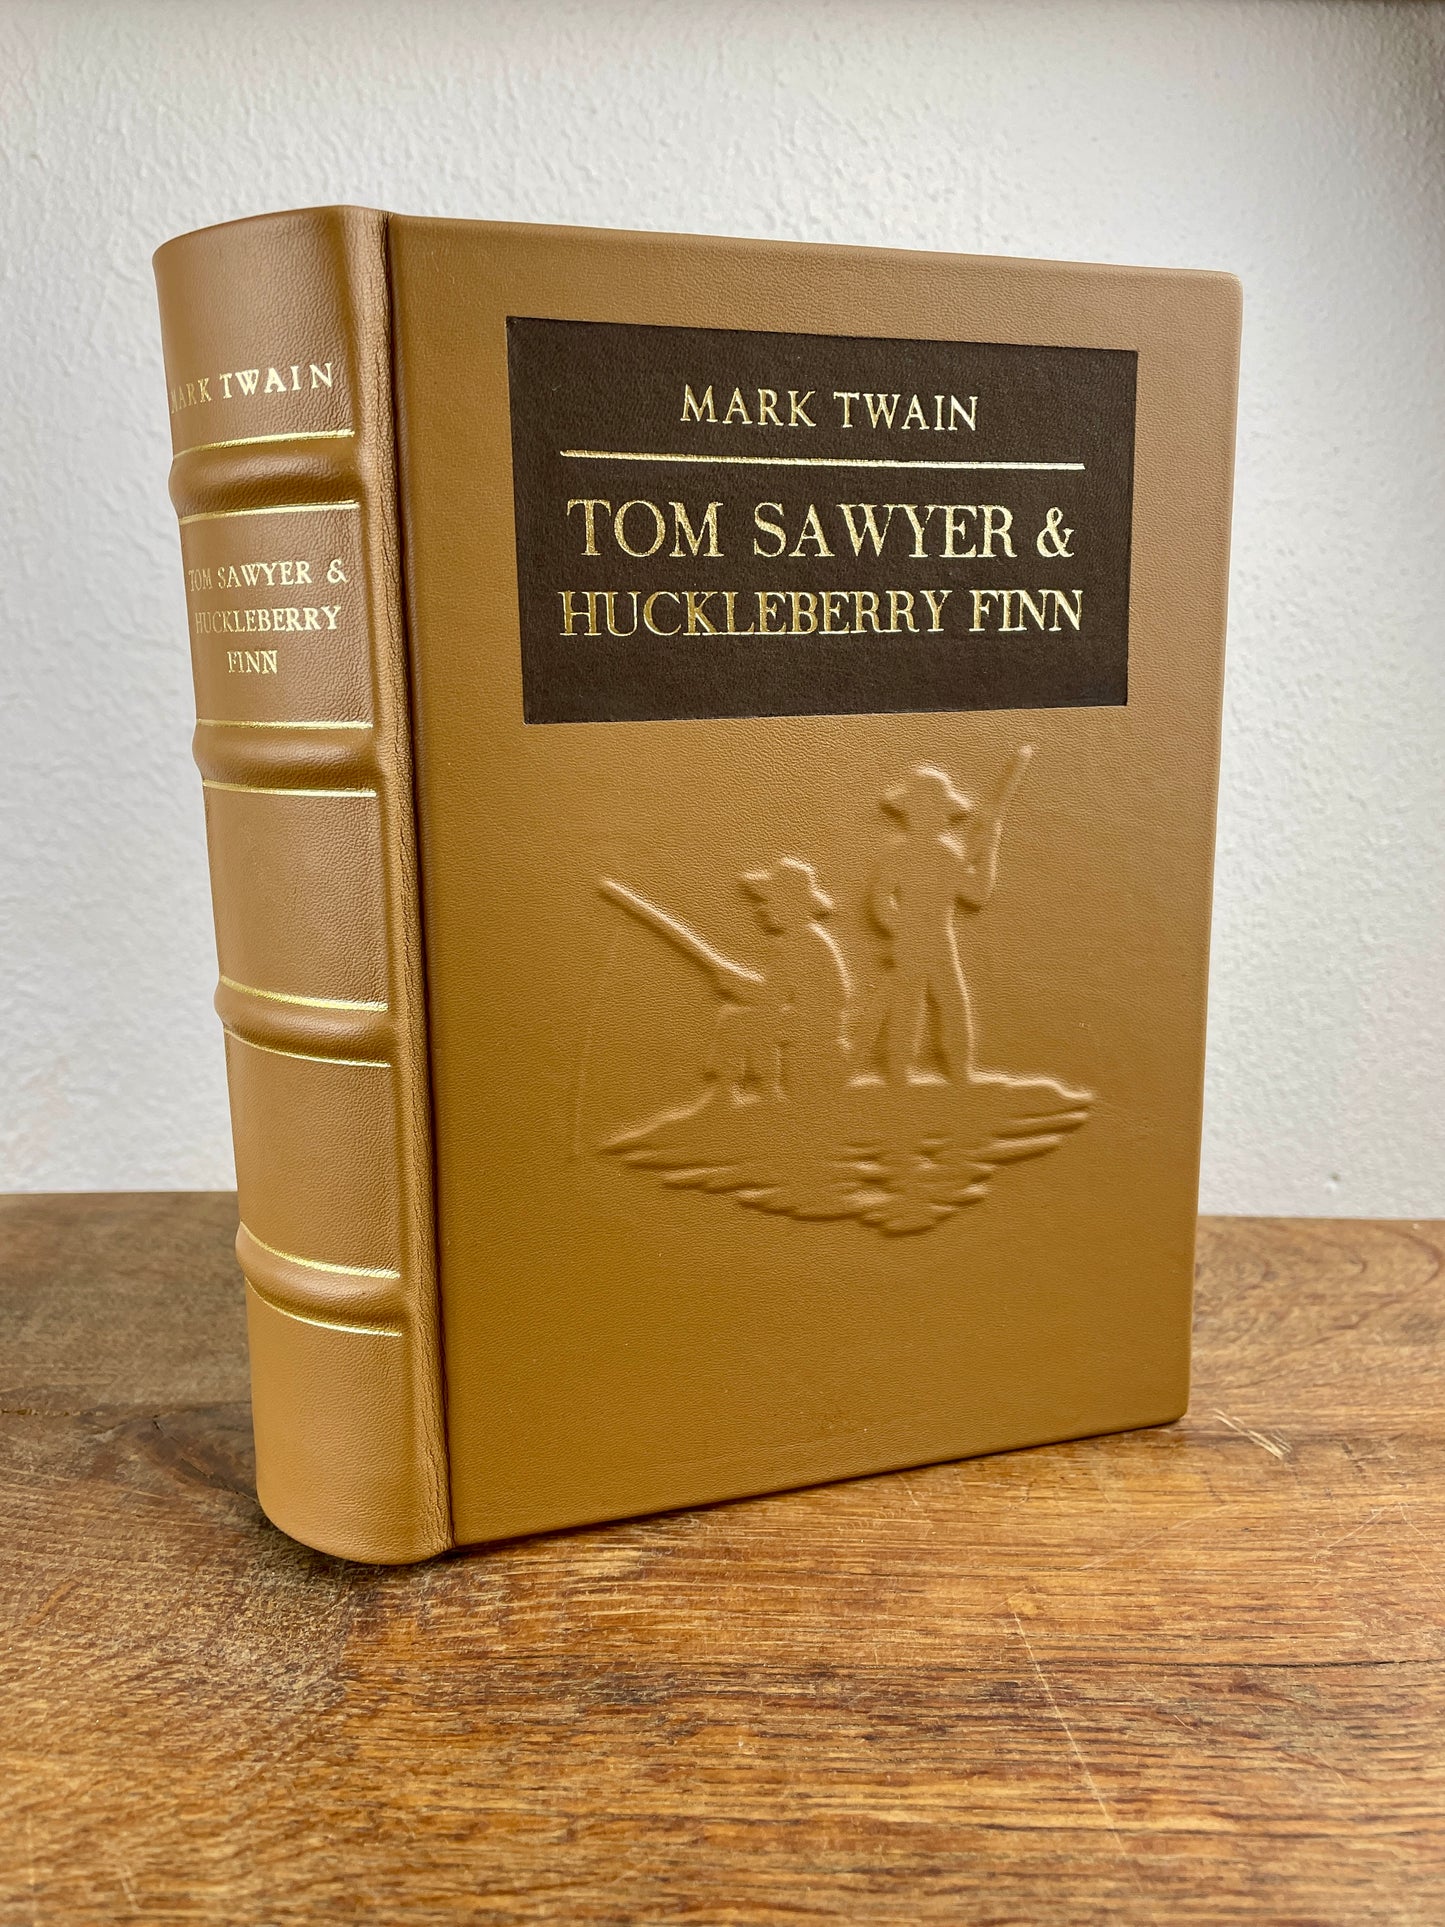 MARK TWAIN
TOM SAWYER &
HUCKLEBERRY
FINN
MARK TWAIN
TOM SAWYER &
HUCKLEBERRY FINN